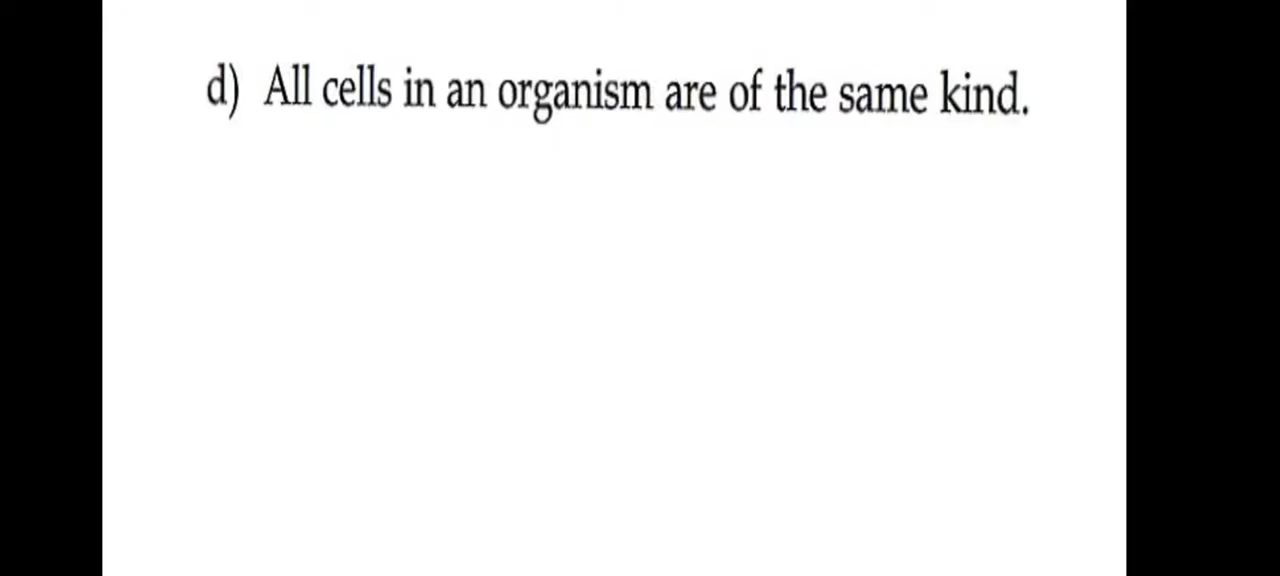 d) All cells in an organism are of the same kind.